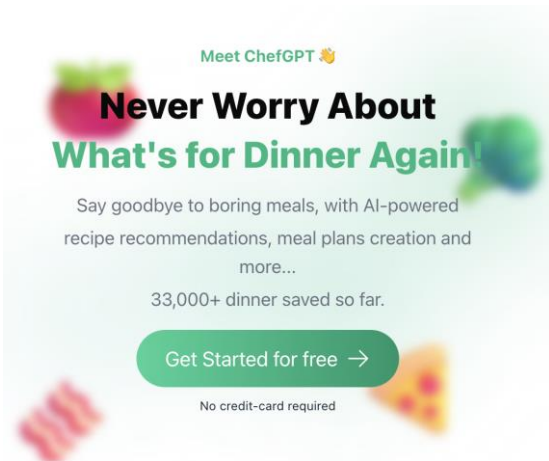 Meet ChefGPT 👋
Never Worry About
What's for Dinner Again!
Say goodbye to boring meals, with AI-powered
recipe recommendations, meal plans creation and
more...
33,000+ dinner saved so far.
Get Started for free →
No credit-card required